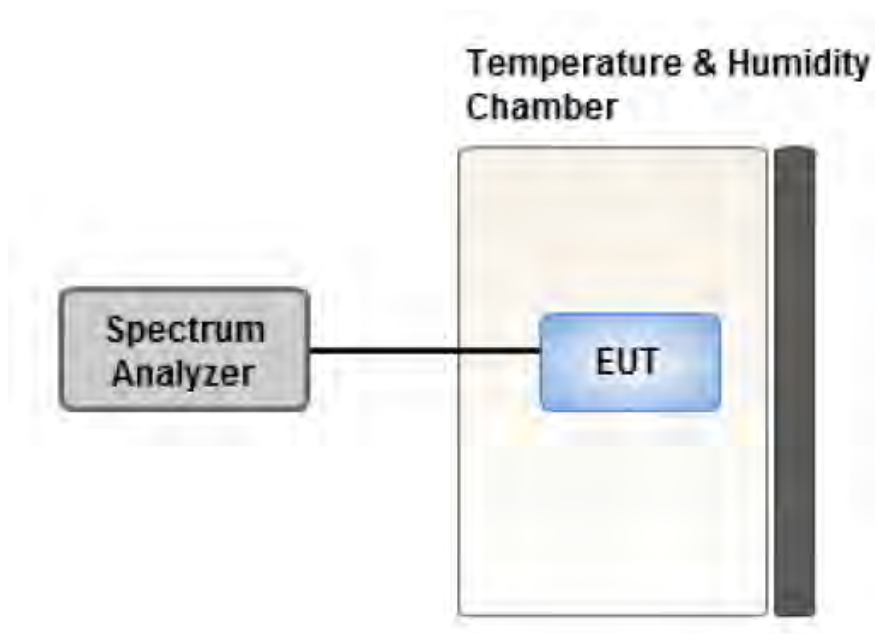 Temperature & Humidity
Chamber
Spectrum
Analyzer
EUT